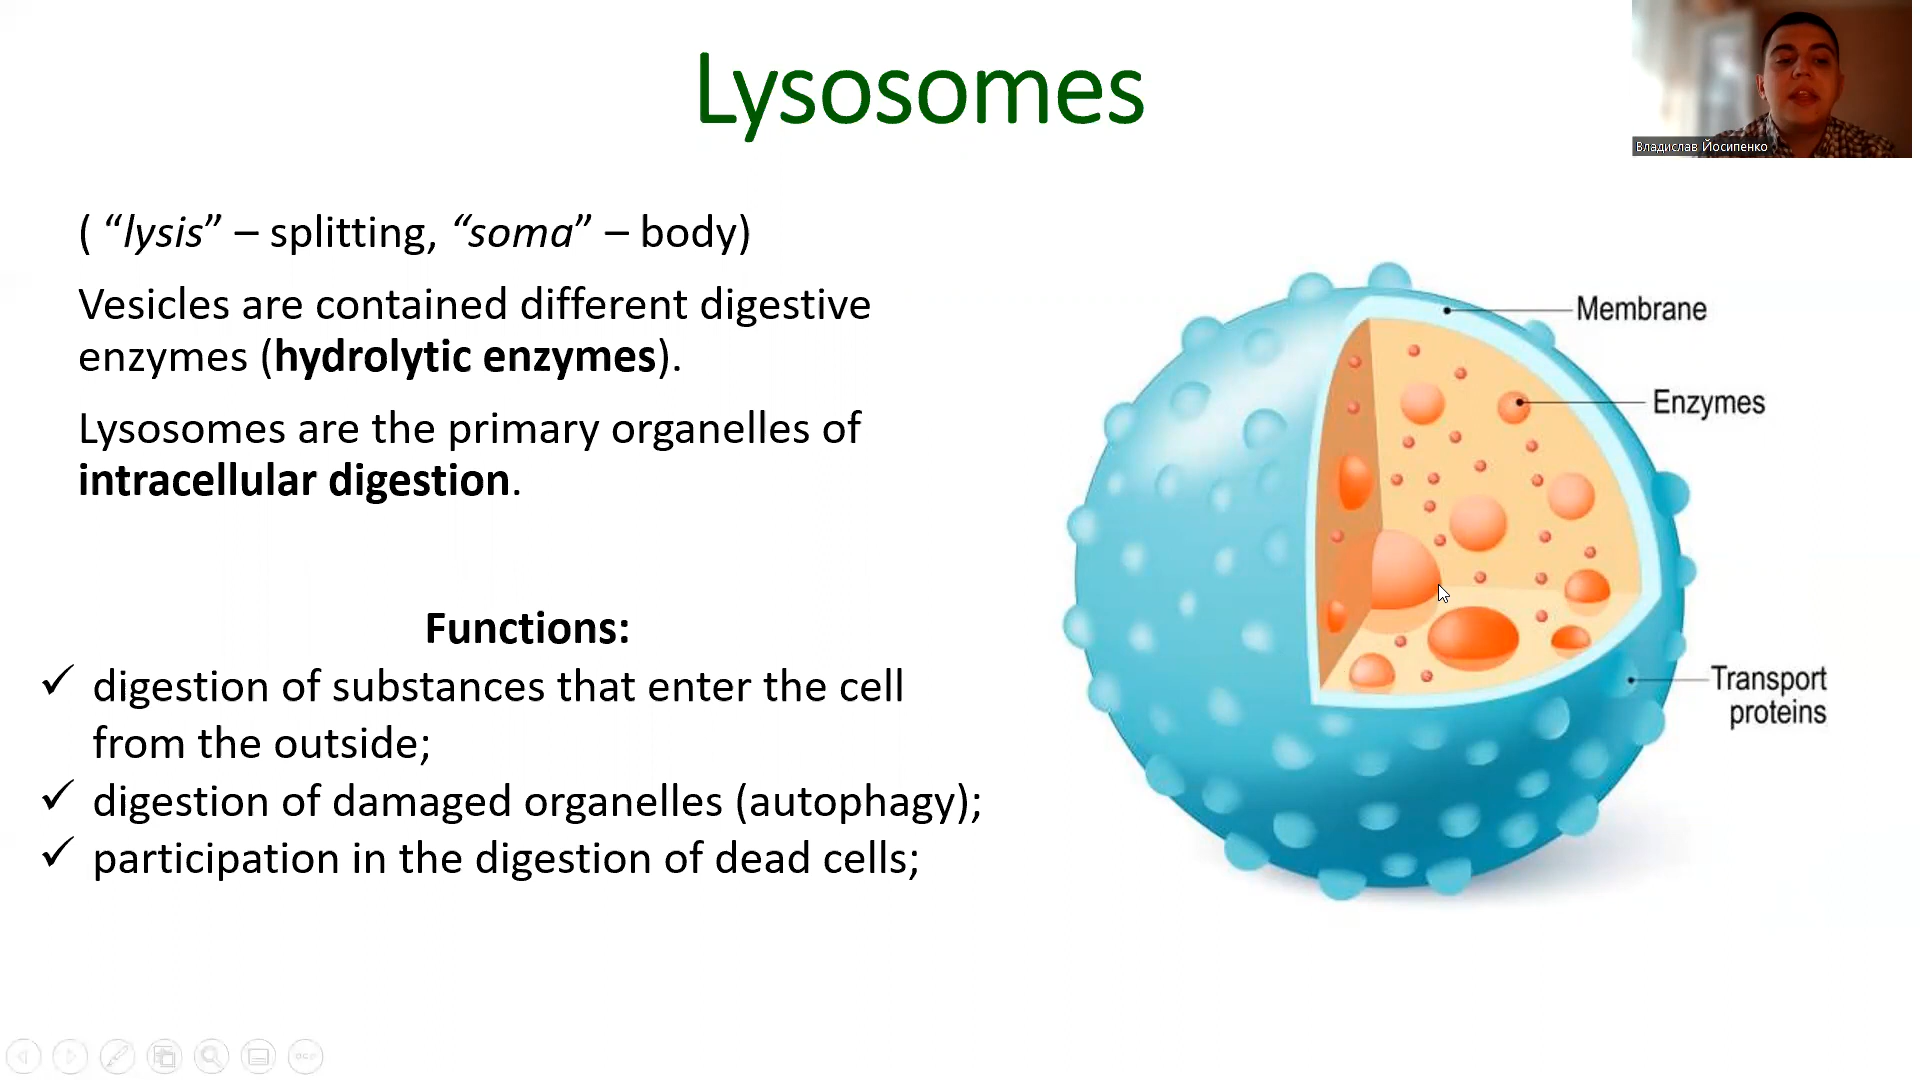 Lysosomes
Владислав Йосипенко
( “lysis” – splitting, “soma” – body)
Vesicles are contained different digestive
enzymes (hydrolytic enzymes).
Lysosomes are the primary organelles of
intracellular digestion.
Functions:
✓ digestion of substances that enter the cell
from the outside;
✓ digestion of damaged organelles (autophagy);
✓ participation in the digestion of dead cells;
Membrane
Enzymes
Transport
proteins